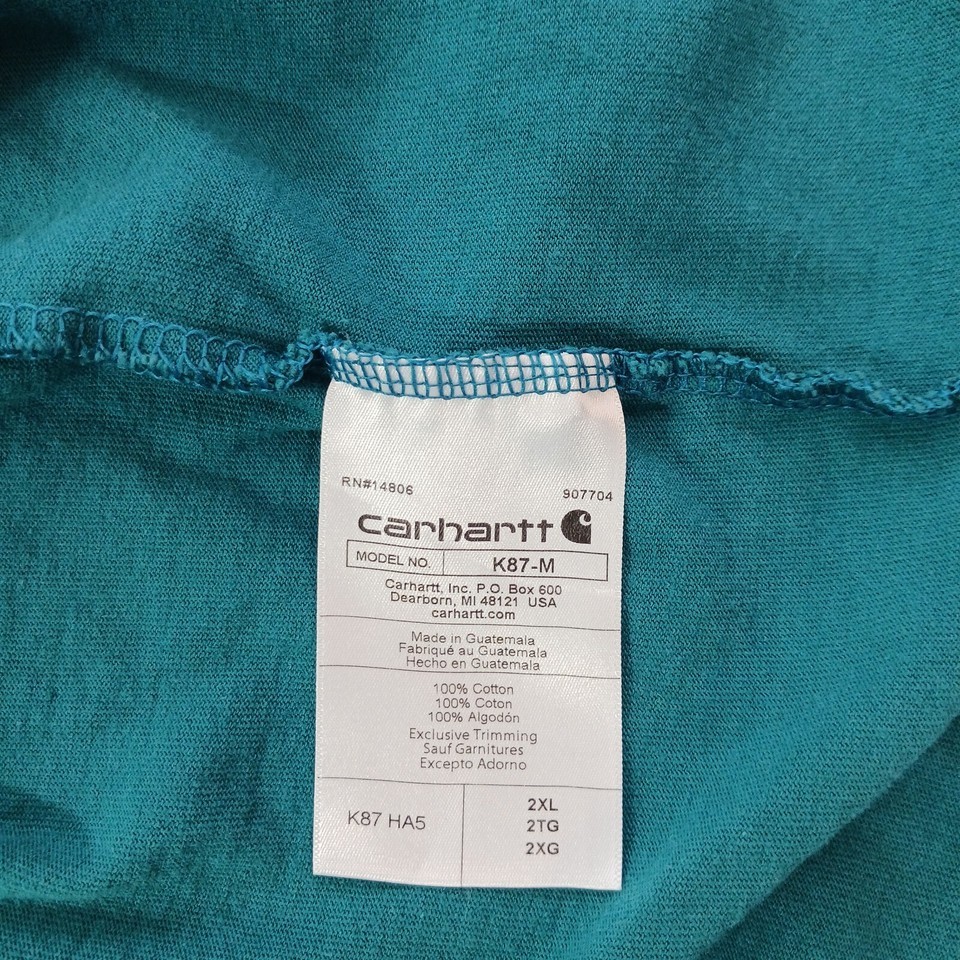 RN#14806 907704
carhartt
MODEL NO. K87-M
Carhartt, Inc. P.O. Box 600
Dearborn, MI 48121 USA
carhartt.com
Made in Guatemala
Fabriqué au Guatemala
Hecho en Guatemala
100% Cotton
100% Coton
100% Algodón
Exclusive Trimming
Sauf Garnitures
Excepto Adorno
K87 HA5
2XL
2TG
2XG